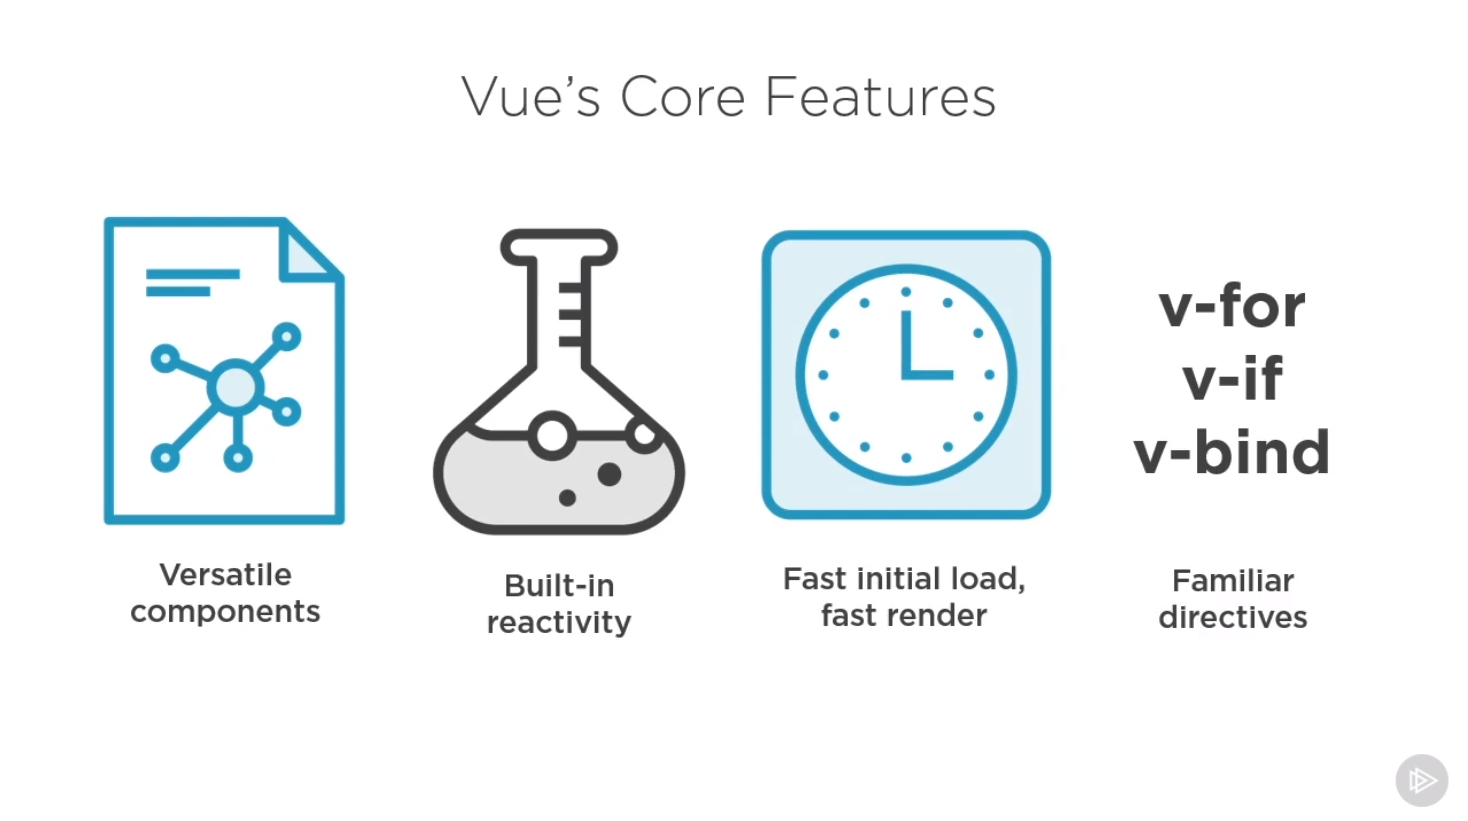 Vue’s Core Features
v-for
v-if
v-bind
Versatile
components
Built-in
reactivity
Fast initial load,
fast render
Familiar
directives